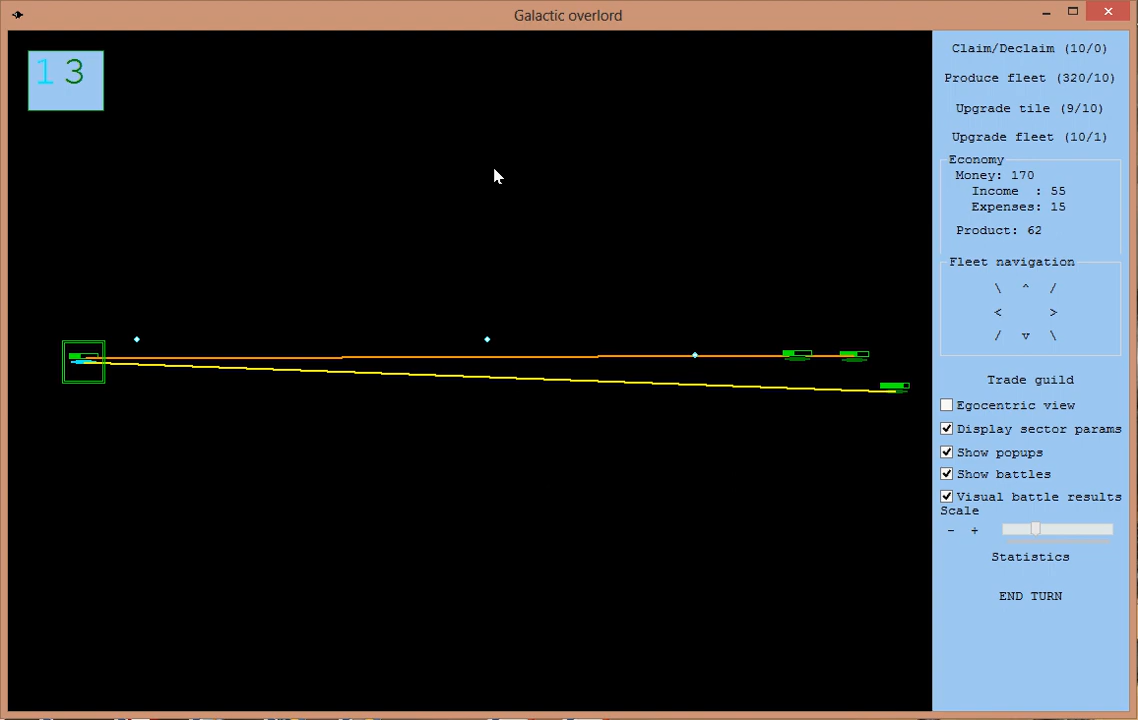 Galactic overlord
1 3
Claim/Declaim (10/0)
Produce fleet (320/10)
Upgrade tile (9/10)
Upgrade fleet (10/1)
Economy
Money: 170
Income : 55
Expenses: 15
Product: 62
Fleet navigation
\ ^ /
< >
/ v \
Trade guild
Egocentric view
Display sector params
Show popups
Show battles
Visual battle results
Scale
- +
Statistics
END TURN